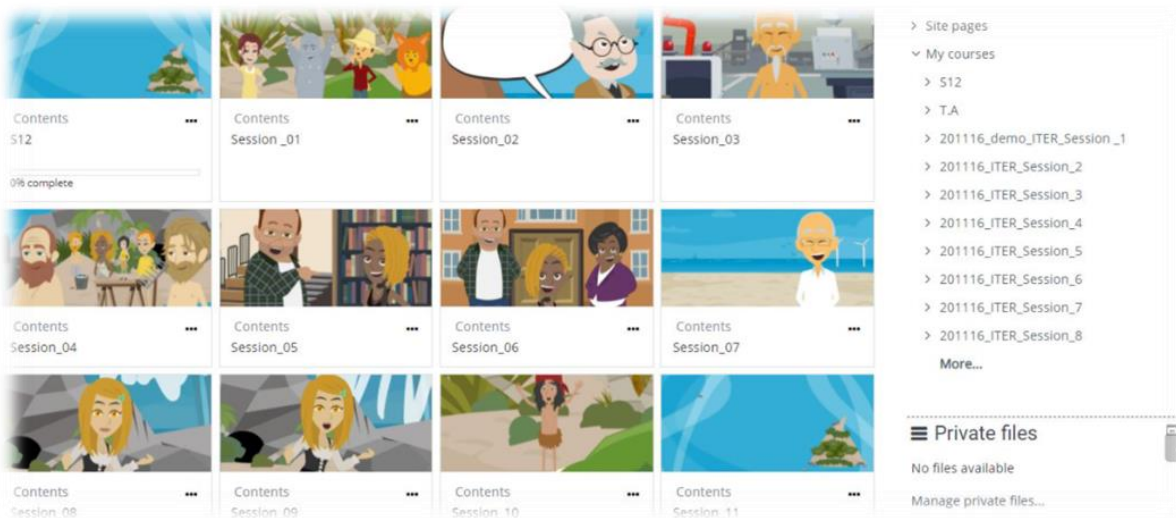 Contents
S12
0% complete
Contents
Session _01
Contents
Session_02
Contents
Session_03
Contents
Session_04
Contents
Session_05
Contents
Session_06
Contents
Session_07
Contents
Session_08
Contents
Session_09
Contents
Session_10
Contents
Session_11
Site pages
My courses
S12
T.A
201116_demo_ITER_Session _1
201116_ITER_Session_2
201116_ITER_Session_3
201116_ITER_Session_4
201116_ITER_Session_5
201116_ITER_Session_6
201116_ITER_Session_7
201116_ITER_Session_8
More...
Private files
No files available
Manage private files...